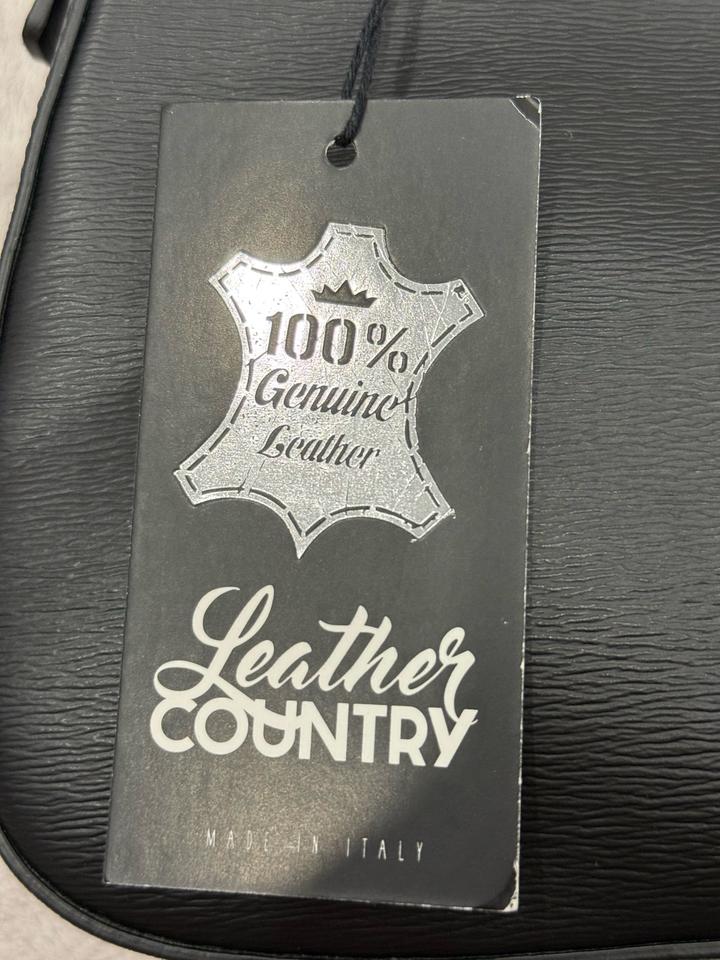 100%
Genuine
Leather
Leather
COUNTRY
MADE IN ITALY